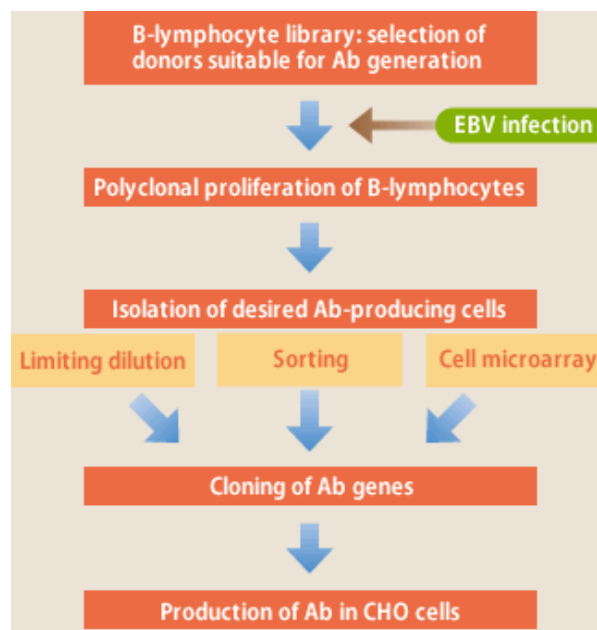 B-lymphocyte library: selection of
donors suitable for Ab generation
EBV infection
Polyclonal proliferation of B-lymphocytes
Isolation of desired Ab-producing cells
Limiting dilution
Sorting
Cell microarray
Cloning of Ab genes
Production of Ab in CHO cells